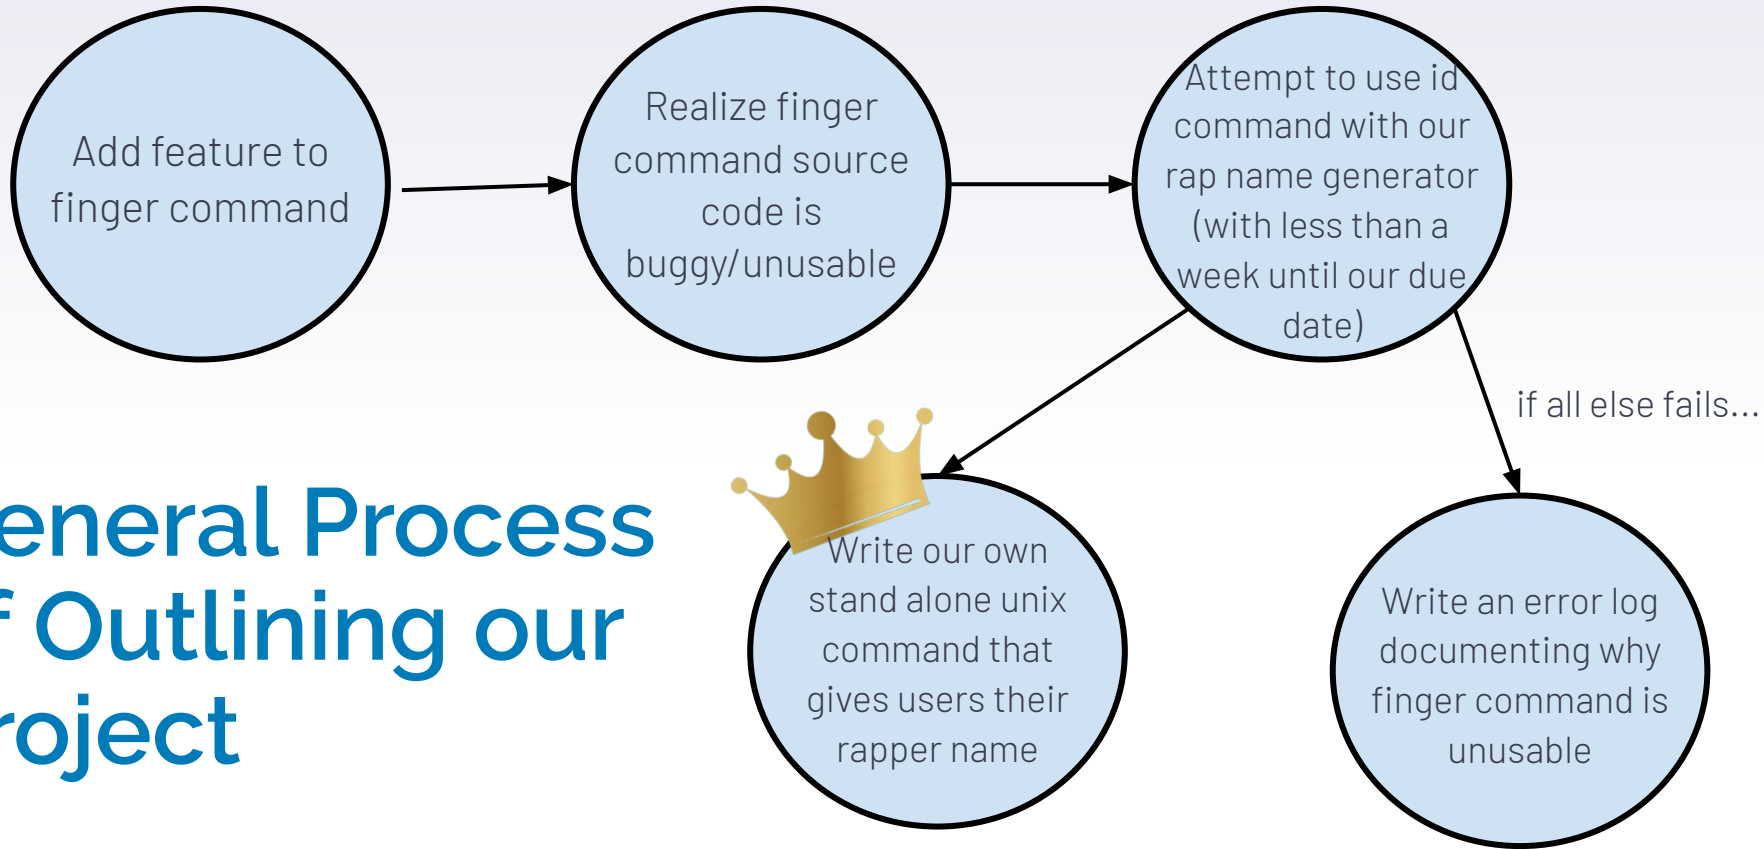 Add feature to
finger command
Realize finger
command source
code is
buggy/unusable
Attempt to use id
command with our
rap name generator
(with less than a
week until our due
date)
if all else fails...
eneral Process
f Outlining our
roject
Write our own
stand alone unix
command that
gives users their
rapper name
Write an error log
documenting why
finger command is
unusable